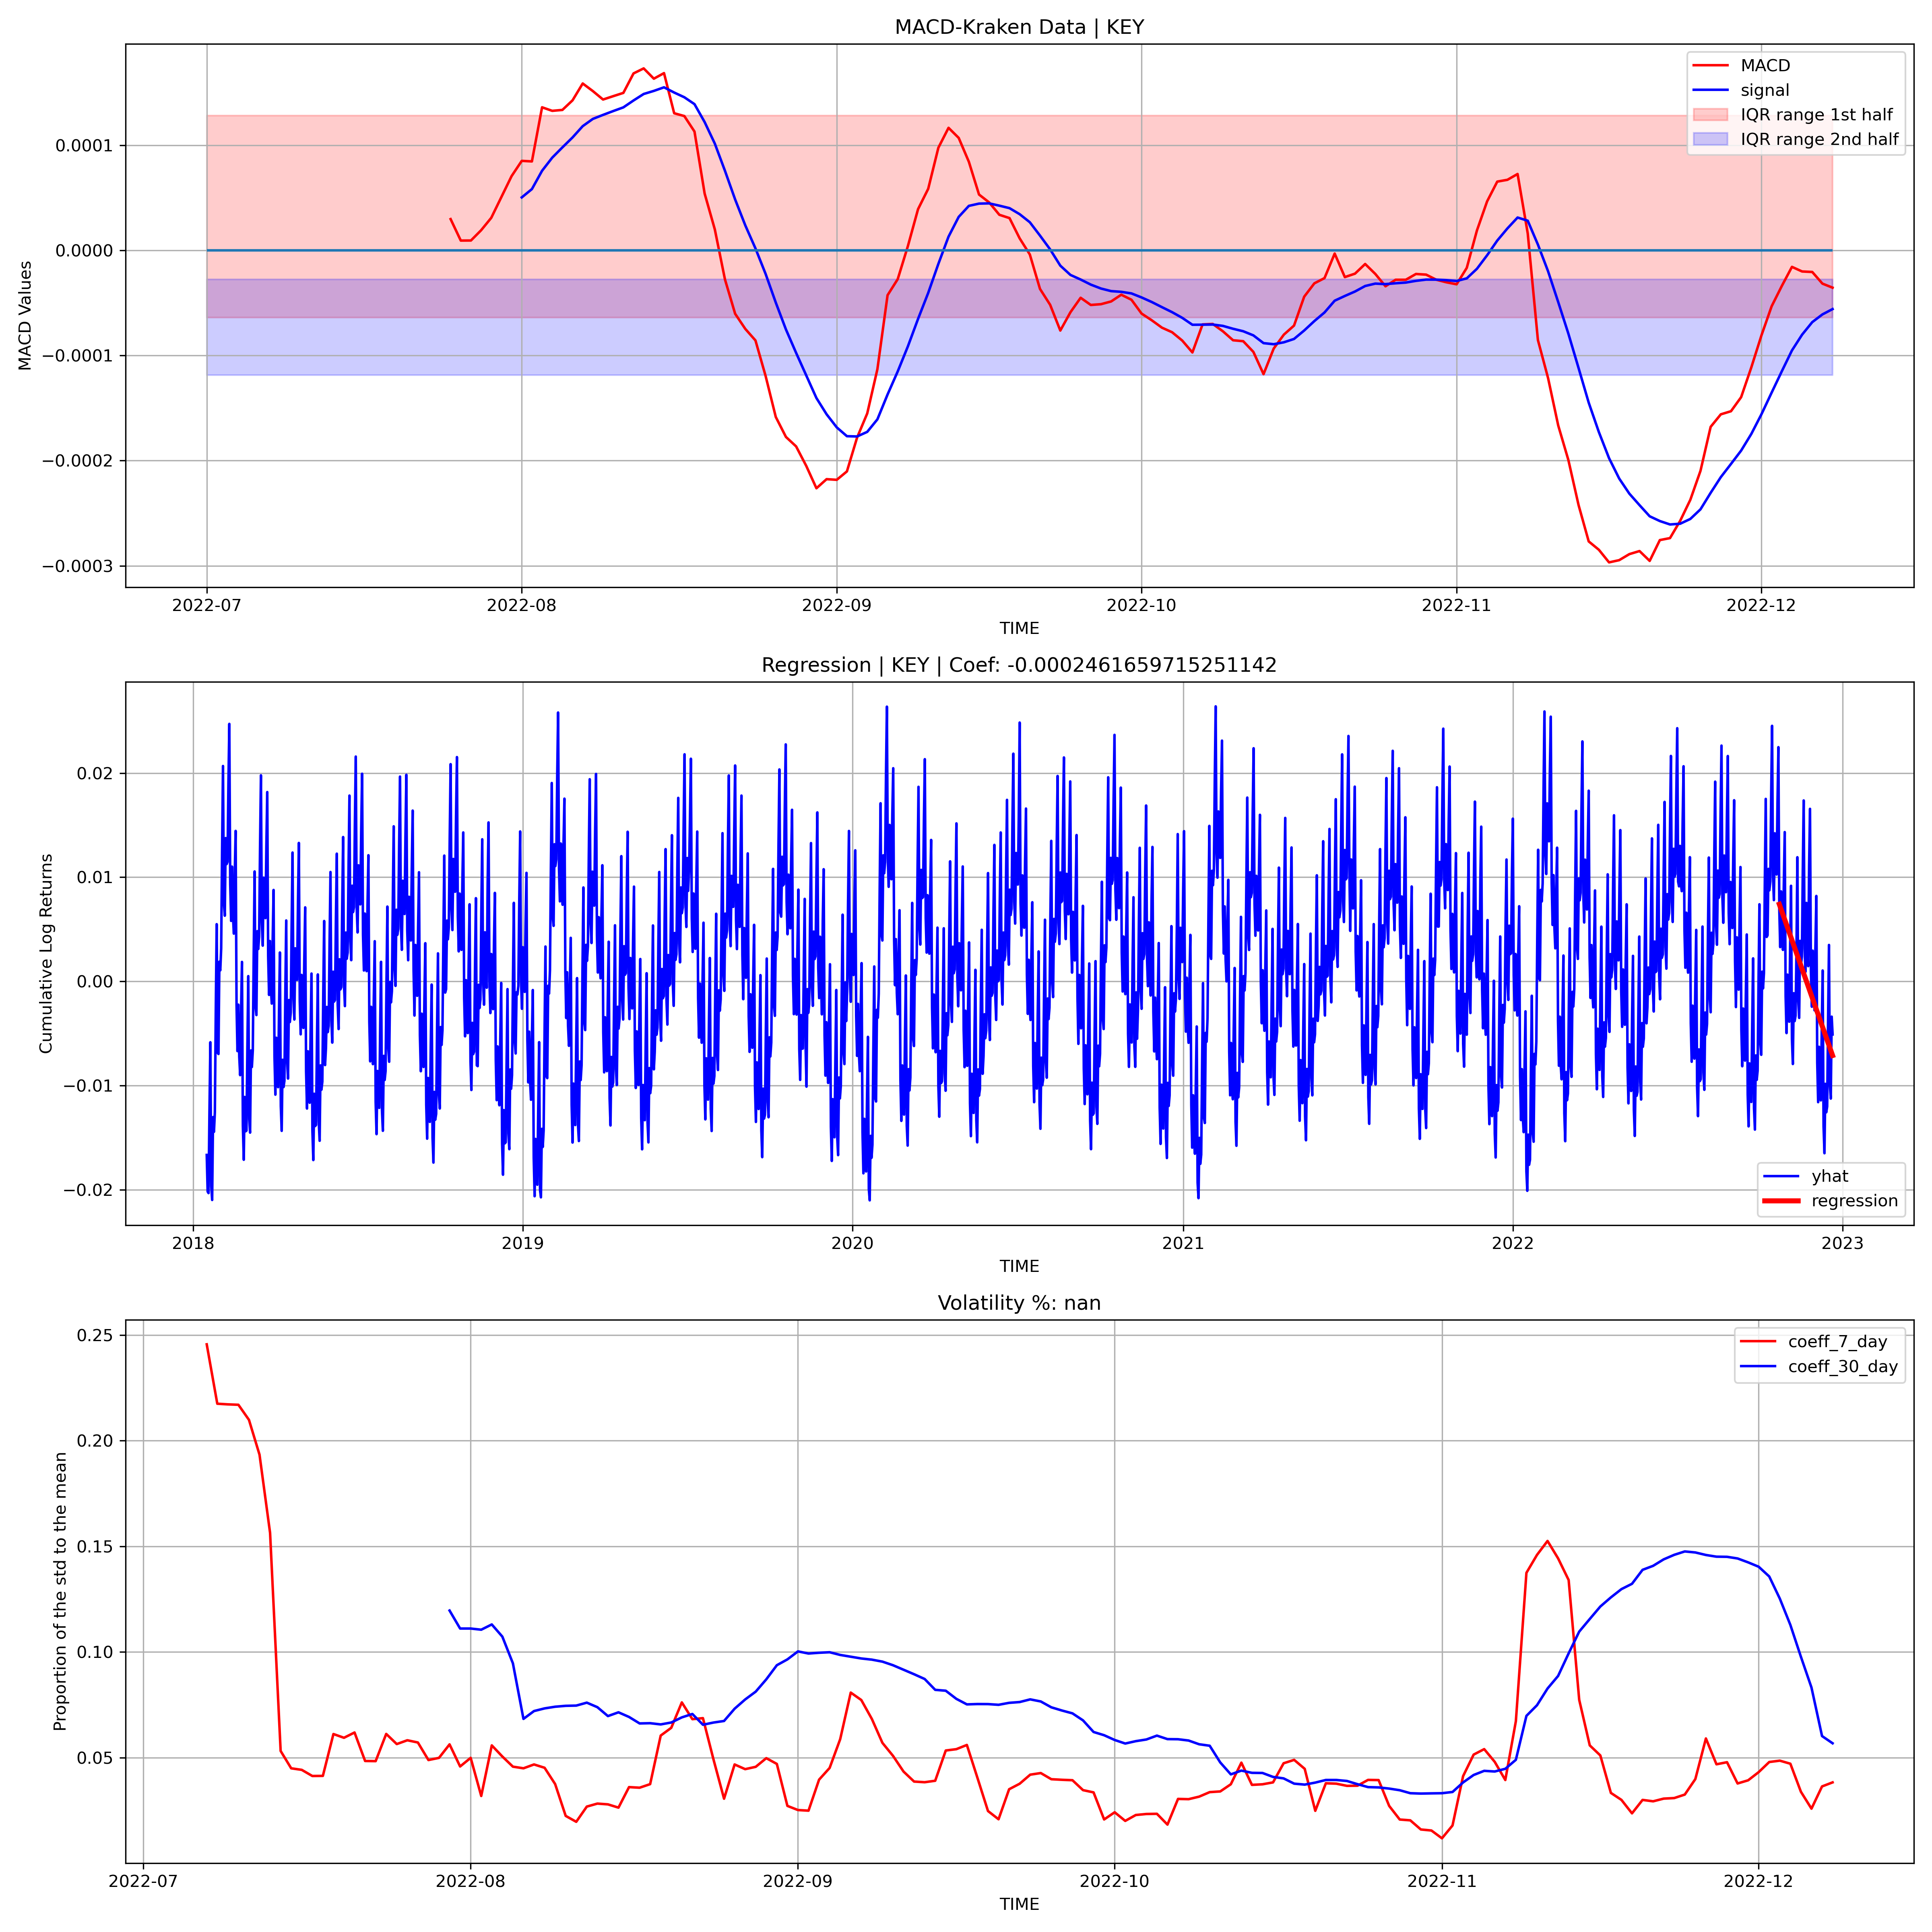 MACD-Kraken Data | KEY
MACD Values
0.0001
0.0000
−0.0001
−0.0002
−0.0003
MACD
signal
IQR range 1st half
IQR range 2nd half
2022-07 2022-08 2022-09 2022-10 2022-11 2022-12
TIME
Regression | KEY | Coef: -0.0002461659715251142
Cumulative Log Returns
0.02
0.01
0.00
−0.01
−0.02
yhat
regression
2018 2019 2020 2021 2022 2023
TIME
Volatility %: nan
Proportion of the std to the mean
0.25
0.20
0.15
0.10
0.05
coeff_7_day
coeff_30_day
2022-07 2022-08 2022-09 2022-10 2022-11 2022-12
TIME